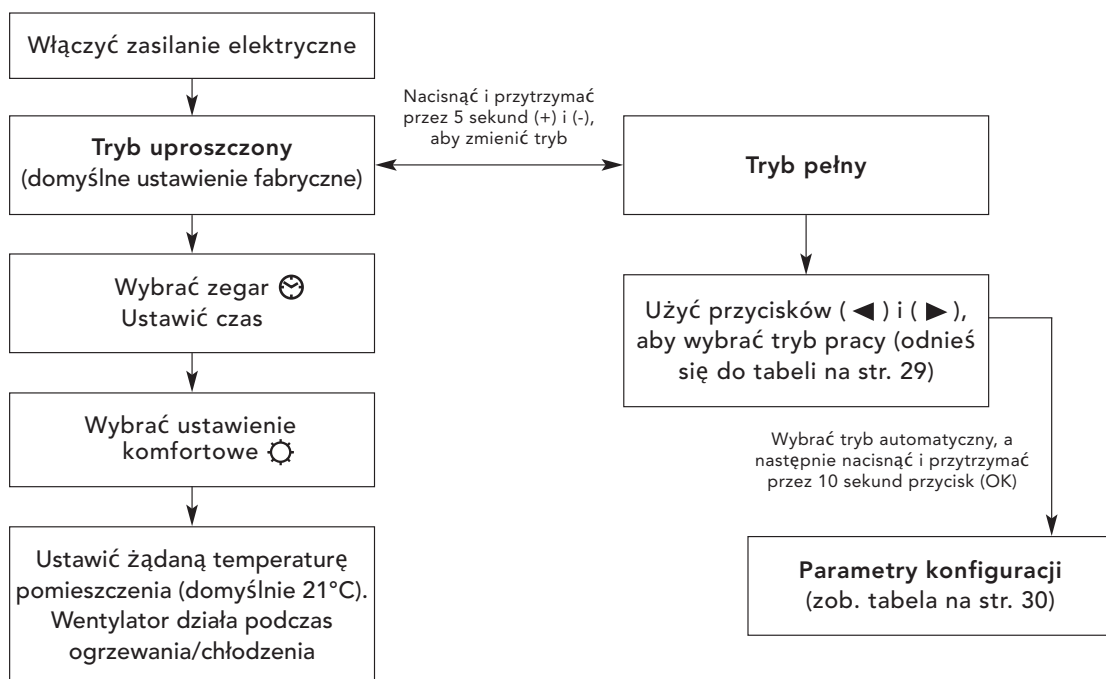 Włączyć zasilanie elektryczne
Nacisnąć i przytrzymać
przez 5 sekund (+) i (-),
aby zmienić tryb
Tryb uproszczony
(domyślne ustawienie fabryczne)
Tryb pełny
Wybrać zegar
Ustawić czas
Użyć przycisków ( ◀ ) i ( ▶ ),
aby wybrać tryb pracy (odnieś
się do tabeli na str. 29)
Wybrać ustawienie
komfortowe
Wybrać tryb automatyczny, a
następnie nacisnąć i przytrzymać
przez 10 sekund przycisk (OK)
Ustawić żądaną temperaturę
pomieszczenia (domyślnie 21°C).
Wentylator działa podczas
ogrzewania/chłodzenia
Parametry konfiguracji
(zob. tabela na str. 30)